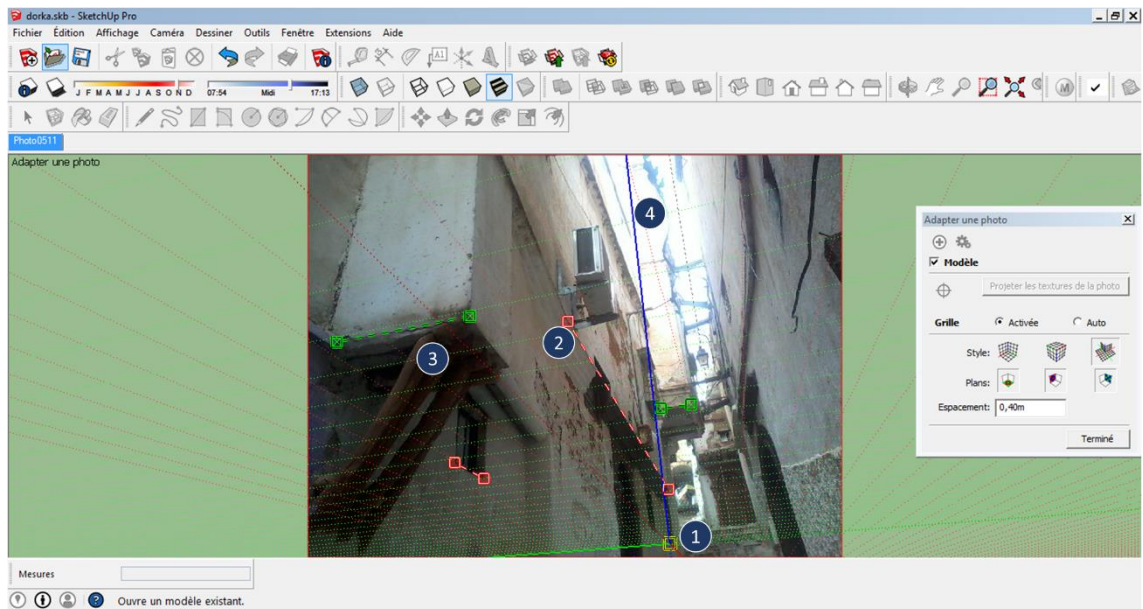 dorka.skb - SketchUp Pro
Fichier Édition Affichage Caméra Dessiner Outils Fenêtre Extensions Aide
A1
J F M A M J J A S O N D 07:54 Midi 17:13
M
Photo0511
Adapter une photo
4
Adapter une photo
Modèle
Projeter les textures de la photo
Grille Activée Auto
2
3
Style:
Plans:
Espacement: 0,40m
Terminé
1
Mesures
Ouvre un modèle existant.